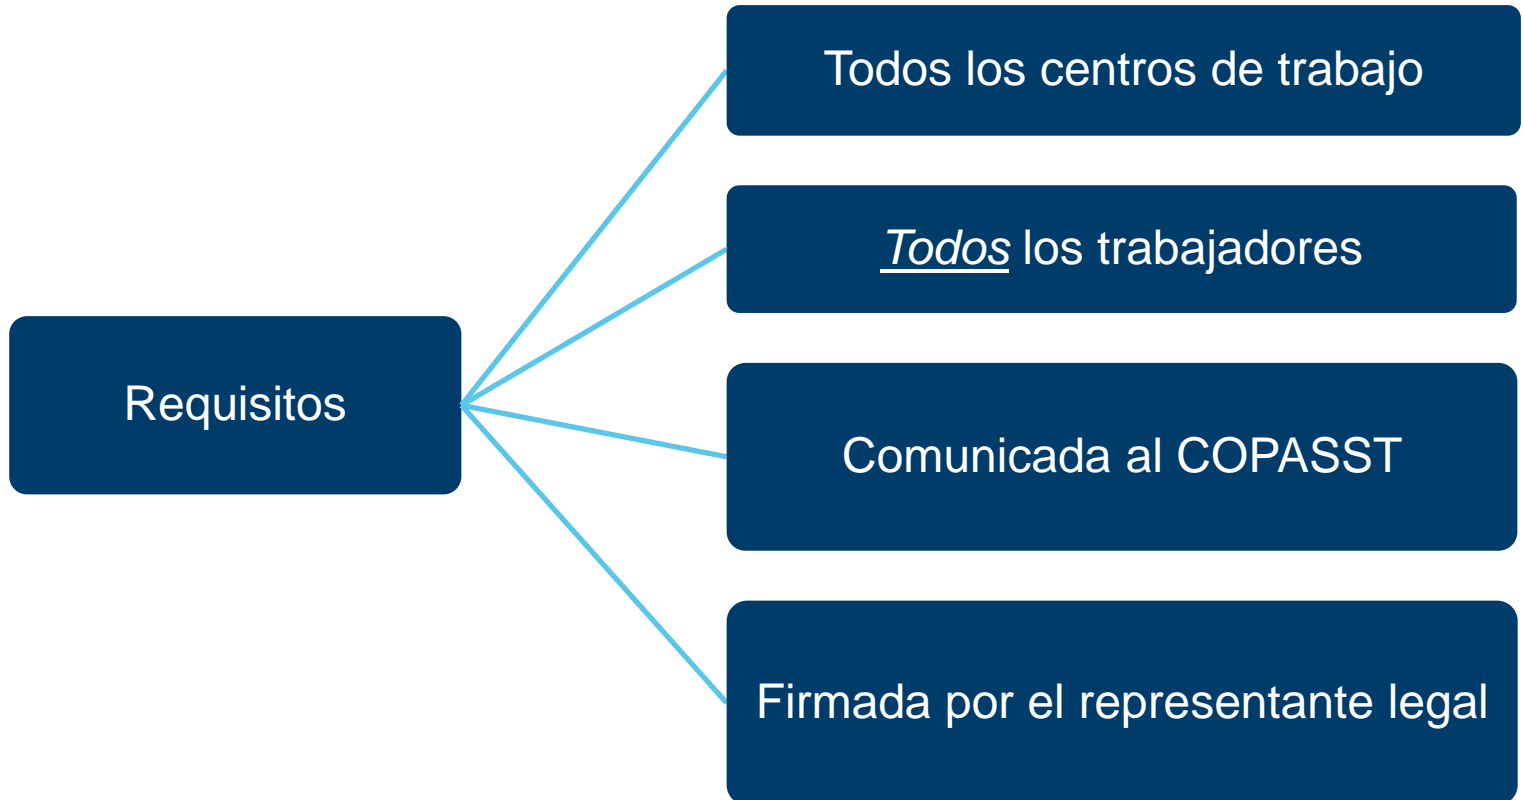 Todos los centros de trabajo
Todos los trabajadores
Requisitos
Comunicada al COPASST
Firmada por el representante legal